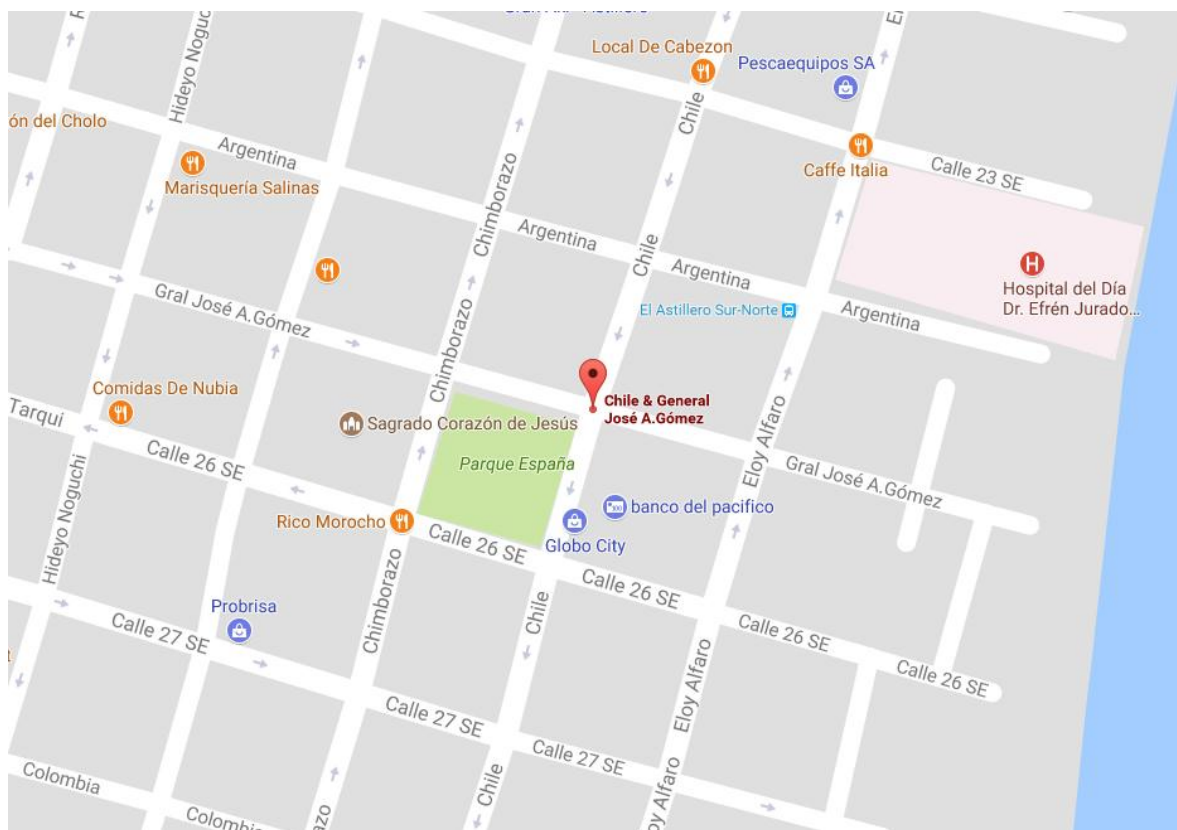 Local De Cabezon
Pescaequipos SA
Hideyo Noguchi
Chile
ón del Cholo
Argentina
Marisquería Salinas
Caffe Italia
Calle 23 SE
Chimborazo
Argentina
Chile
Argentina
H
Hospital del Día
Dr. Efrén Jurado...
Gral José A.Gómez
El Astillero Sur-Norte
Argentina
Chimborazo
Comidas De Nubia
Chile & General
José A.Gómez
Tarqui
Sagrado Corazón de Jesús
Eloy Alfaro
Calle 26 SE
Parque España
Gral José A.Gómez
Hideyo Noguchi
banco del pacifico
Rico Morocho
Globo City
Calle 26 SE
Calle 26 SE
Chimborazo
Probrisa
Chile
Calle 26 SE
Calle 27 SE
Calle 26 SE
Eloy Alfaro
Calle 27 SE
Calle 27 SE
Colombia
Chile
Colombia
razo
oy Alfaro